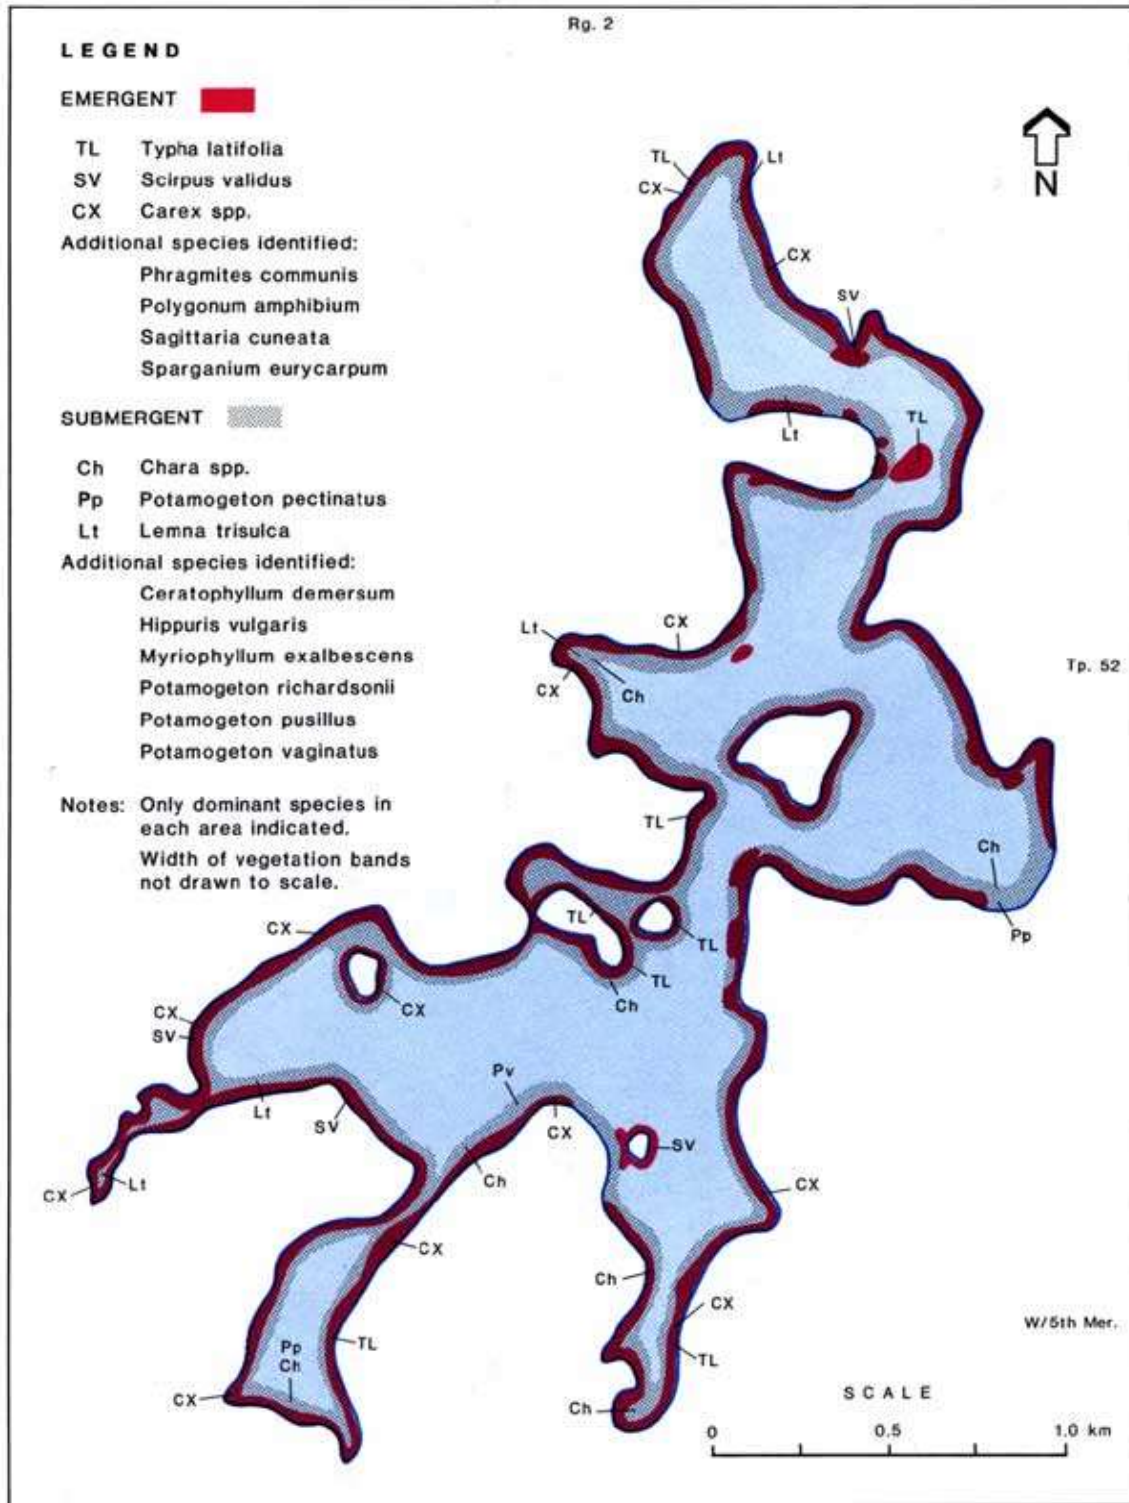 Rg. 2
LEGEND
EMERGENT
TL Typha latifolia
SV Scirpus validus
CX Carex spp.
Additional species identified:
Phragmites communis
Polygonum amphibium
Sagittaria cuneata
Sparganium eurycarpum
SUBMERGENT
Ch Chara spp.
Pp Potamogeton pectinatus
Lt Lemna trisulca
Additional species identified:
Ceratophyllum demersum
Hippuris vulgaris
Myriophyllum exalbescens
Potamogeton richardsonii
Potamogeton pusillus
Potamogeton vaginatus
Notes: Only dominant species in
each area indicated.
Width of vegetation bands
not drawn to scale.
N
TL
Lt
CX
CX
SV
TL
Lt
Lt
CX
CX
Ch
Tp. 52
TL
Ch
Pp
TL
TL
TL
Ch
CX
CX
CX
SV
Lt
SV
Pv
CX
Ch
SV
CX
Lt
CX
CX
Ch
CX
TL
Pp
Ch
TL
CX
Ch
W/5th Mer.
SCALE
0 0.5 1.0 km